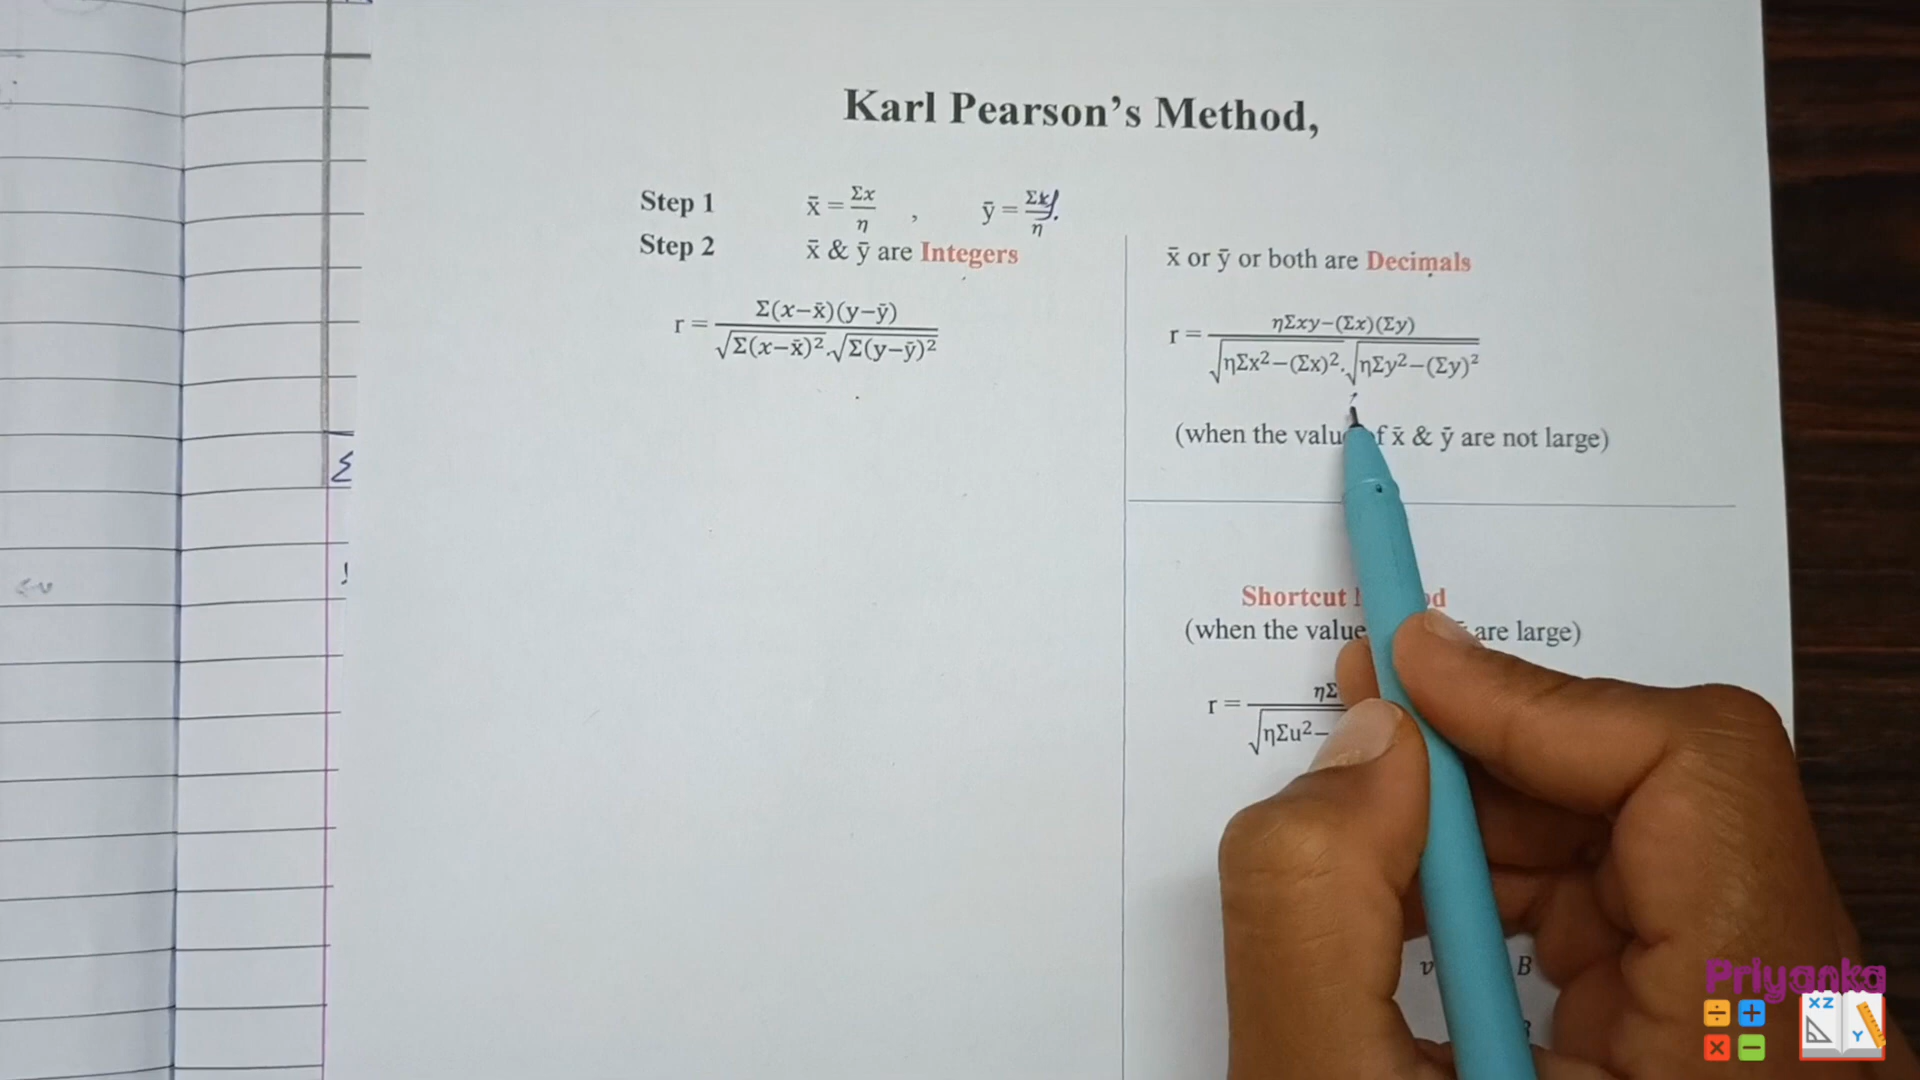 Karl Pearson's Method,
Step 1 x̄ = Σx/η , ȳ = Σy/η
Step 2 x̄ & ȳ are Integers
r = Σ(x−x̄)(y−ȳ) / √Σ(x−x̄)² . √Σ(y−ȳ)²
x̄ or ȳ or both are Decimals
r = ηΣxy−(Σx)(Σy) / √ηΣx²−(Σx)² . √ηΣy²−(Σy)²
(when the x̄ & ȳ are not large)
Shortcut
(when the value are large)
r = ηΣ / √ηΣu²−
v B
Σ
Priyanka
÷ + × −
XZ
Y